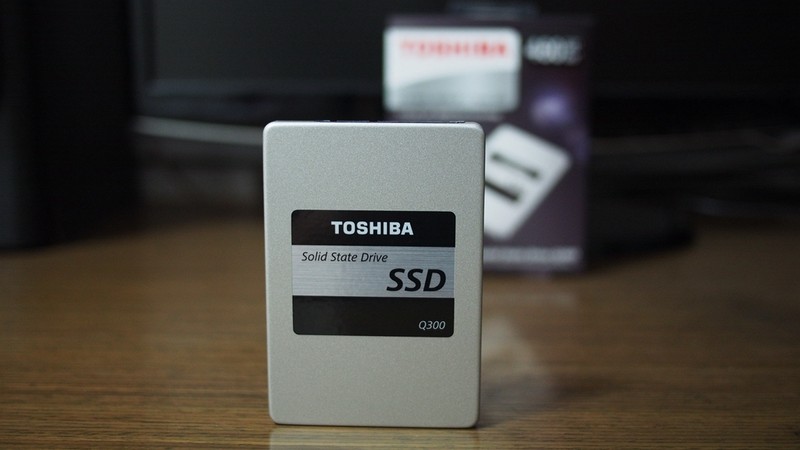 TOSHIBA
TOSHIBA
Solid State Drive
SSD
Q300